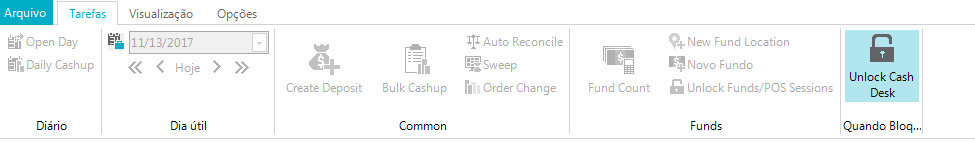 Arquivo Tarefas Visualização Opções
Open Day
Daily Cashup
Diário
11/13/2017
Hoje
Dia útil
Create Deposit
Bulk Cashup
Auto Reconcile
Sweep
Order Change
Common
Fund Count
New Fund Location
Novo Fundo
Unlock Funds/POS Sessions
Funds
Unlock Cash
Desk
Quando Bloq...